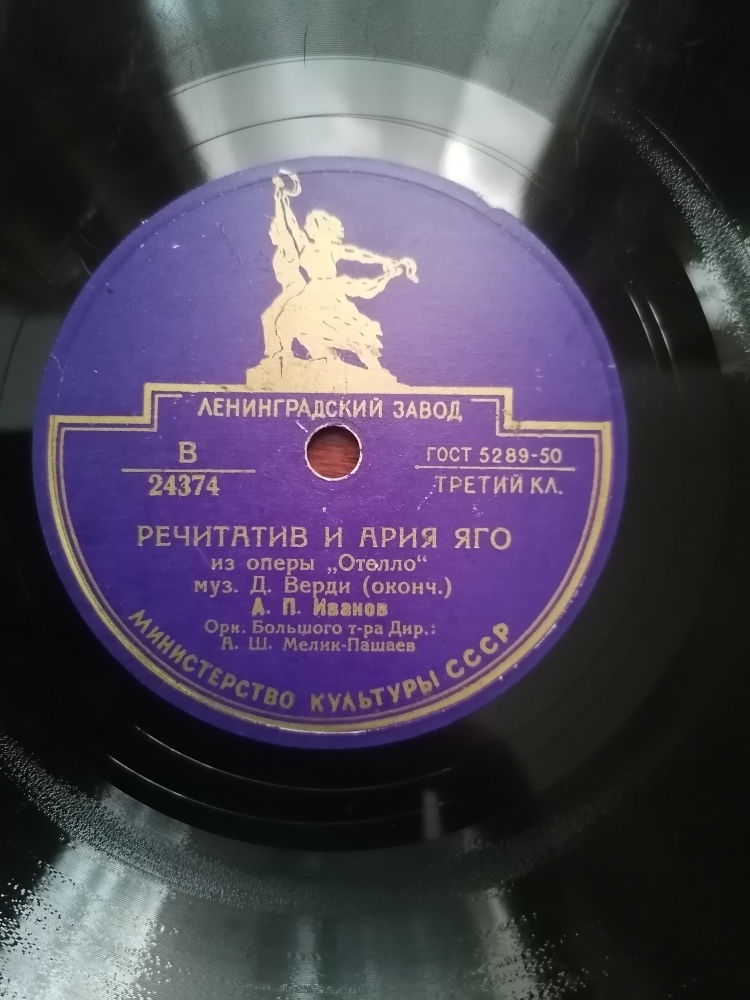 ЛЕНИНГРАДСКИЙ ЗАВОД
В
24374
ГОСТ 5289-50
ТРЕТИЙ КЛ.
РЕЧИТАТИВ И АРИЯ ЯГО
из оперы „Отелло“
муз. Д. Верди (оконч.)
А. П. Иванов
Орк. Большого т-ра Дир.:
А. Ш. Мелик-Пашаев
МИНИСТЕРСТВО КУЛЬТУРЫ СССР